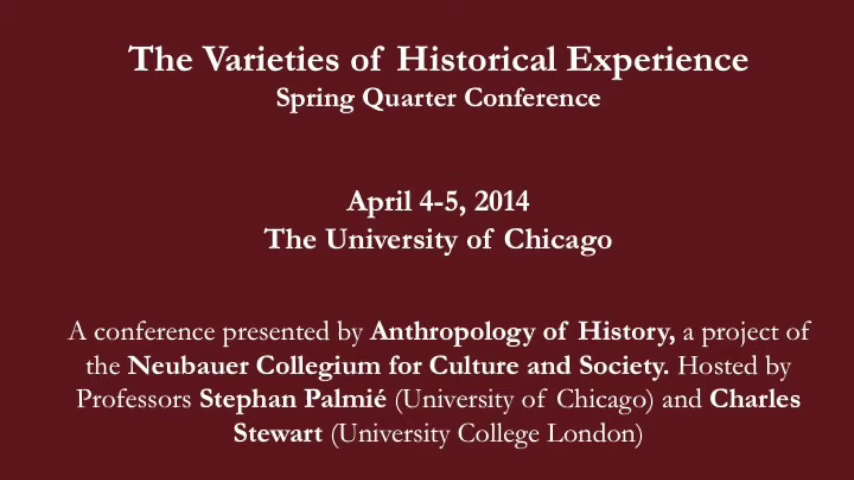 The Varieties of Historical Experience
Spring Quarter Conference
April 4-5, 2014
The University of Chicago
A conference presented by Anthropology of History, a project of
the Neubauer Collegium for Culture and Society. Hosted by
Professors Stephan Palmié (University of Chicago) and Charles
Stewart (University College London)